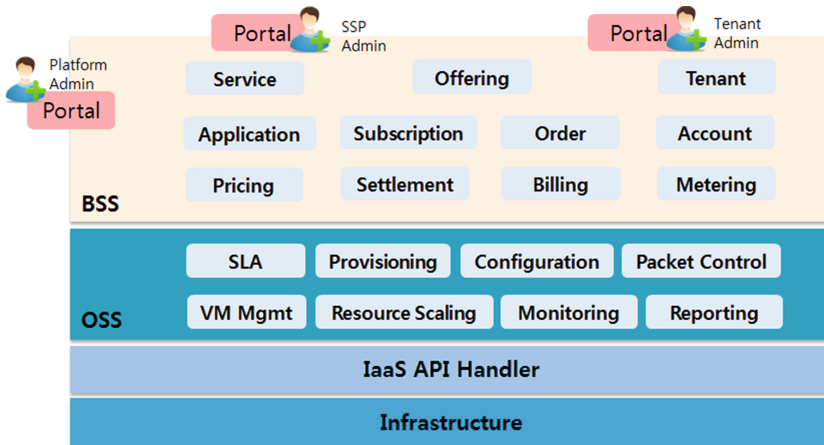 Portal
SSP
Admin
Portal
Tenant
Admin
Platform
Admin
Portal
Service
Offering
Tenant
Application
Subscription
Order
Account
Pricing
Settlement
Billing
Metering
BSS
SLA
Provisioning
Configuration
Packet Control
VM Mgmt
Resource Scaling
Monitoring
Reporting
OSS
IaaS API Handler
Infrastructure